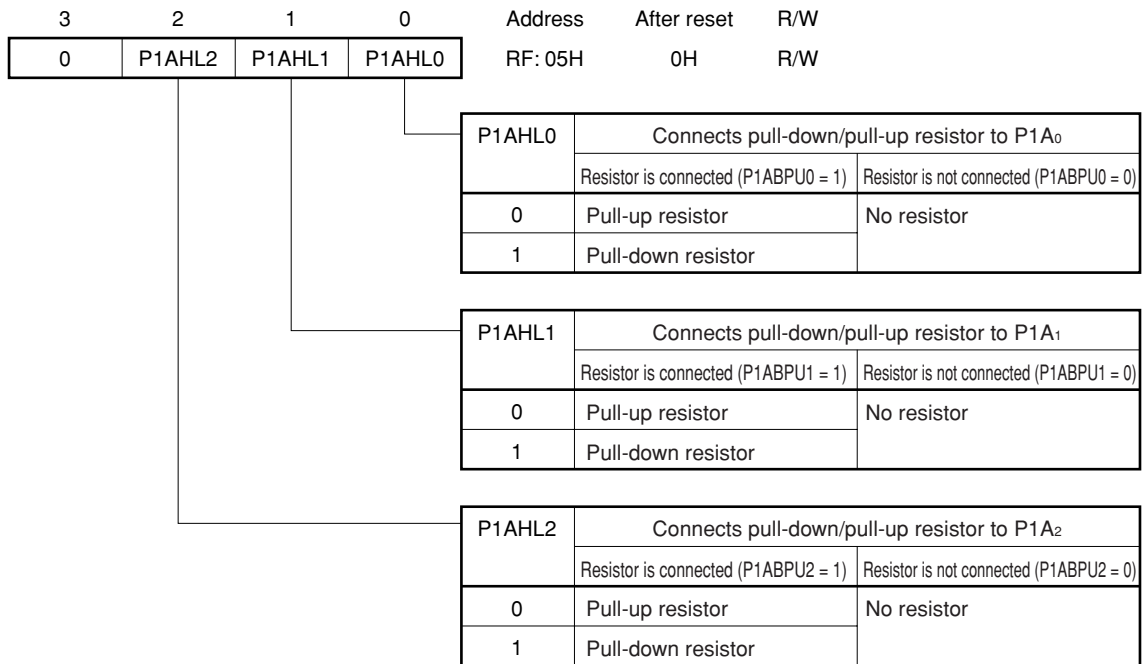 3 2 1 0 Address After reset R/W
0 P1AHL2 P1AHL1 P1AHL0 RF: 05H 0H R/W
P1AHL0 Connects pull-down/pull-up resistor to P1A₀
Resistor is connected (P1ABPU0 = 1) Resistor is not connected (P1ABPU0 = 0)
0 Pull-up resistor No resistor
1 Pull-down resistor
P1AHL1 Connects pull-down/pull-up resistor to P1A₁
Resistor is connected (P1ABPU1 = 1) Resistor is not connected (P1ABPU1 = 0)
0 Pull-up resistor No resistor
1 Pull-down resistor
P1AHL2 Connects pull-down/pull-up resistor to P1A₂
Resistor is connected (P1ABPU2 = 1) Resistor is not connected (P1ABPU2 = 0)
0 Pull-up resistor No resistor
1 Pull-down resistor